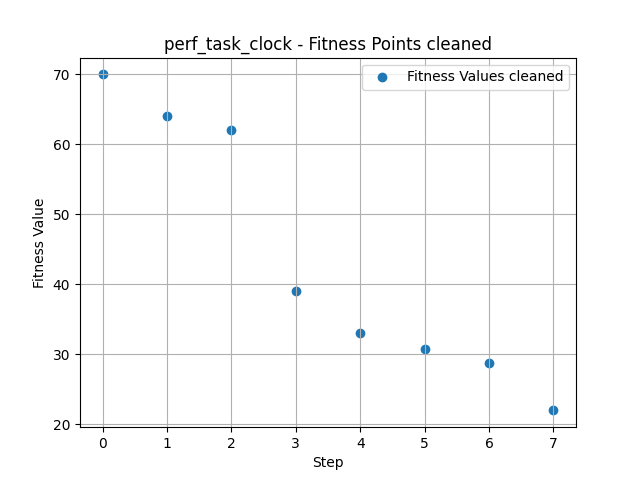 perf_task_clock - Fitness Points cleaned
Fitness Values cleaned
Fitness Value
70
60
50
40
30
20
0 1 2 3 4 5 6 7
Step